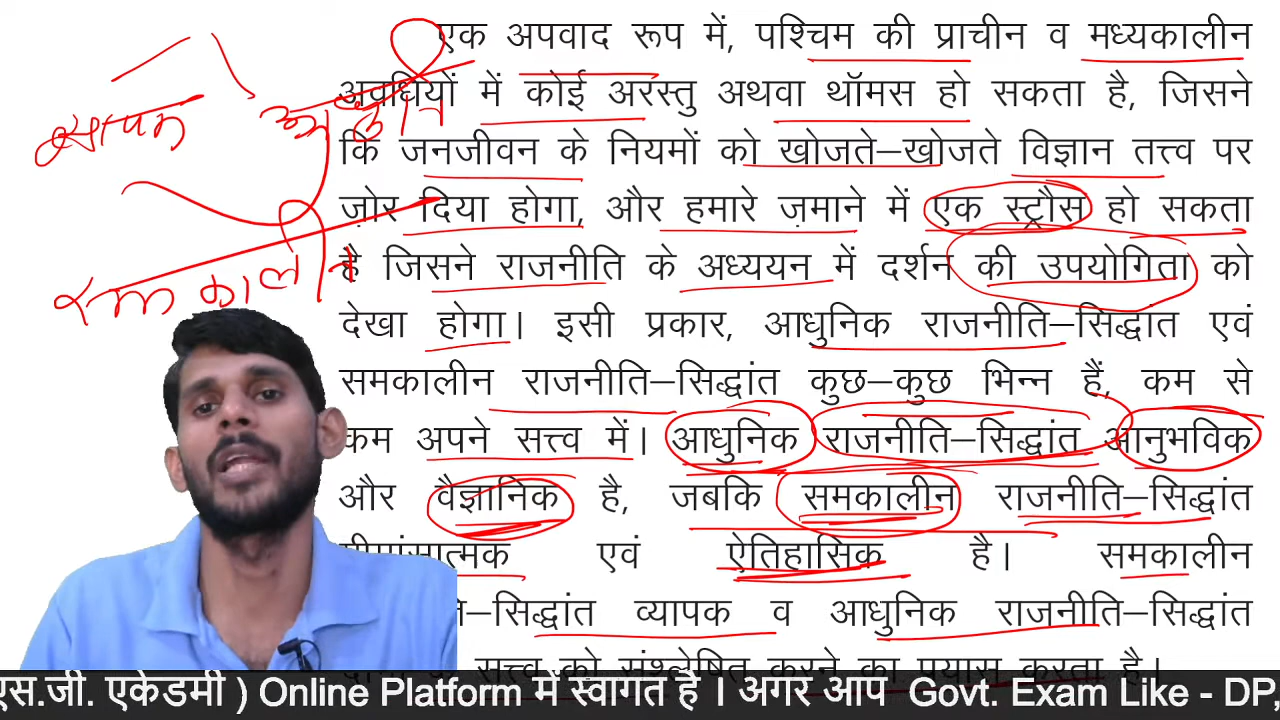 एक अपवाद रूप में, पश्चिम की प्राचीन व मध्यकालीन
अवधियों में कोई अरस्तु अथवा थॉमस हो सकता है, जिसने
कि जनजीवन के नियमों को खोजते–खोजते विज्ञान तत्त्व पर
ज़ोर दिया होगा, और हमारे ज़माने में एक स्ट्रौस हो सकता
है जिसने राजनीति के अध्ययन में दर्शन की उपयोगिता को
देखा होगा। इसी प्रकार, आधुनिक राजनीति–सिद्धांत एवं
समकालीन राजनीति–सिद्धांत कुछ–कुछ भिन्न हैं, कम से
कम अपने सत्त्व में। आधुनिक राजनीति–सिद्धांत आनुभविक
और वैज्ञानिक है, जबकि समकालीन राजनीति–सिद्धांत
मीमांसात्मक एवं ऐतिहासिक है। समकालीन
–सिद्धांत व्यापक व आधुनिक राजनीति–सिद्धांत
सत्त्व को संश्लेषित करने का प्रयास करता है।
व्यापक
आधुनिक
समकालीन
एस.जी. एकेडमी ) Online Platform में स्वागत है । अगर आप Govt. Exam Like - DP,